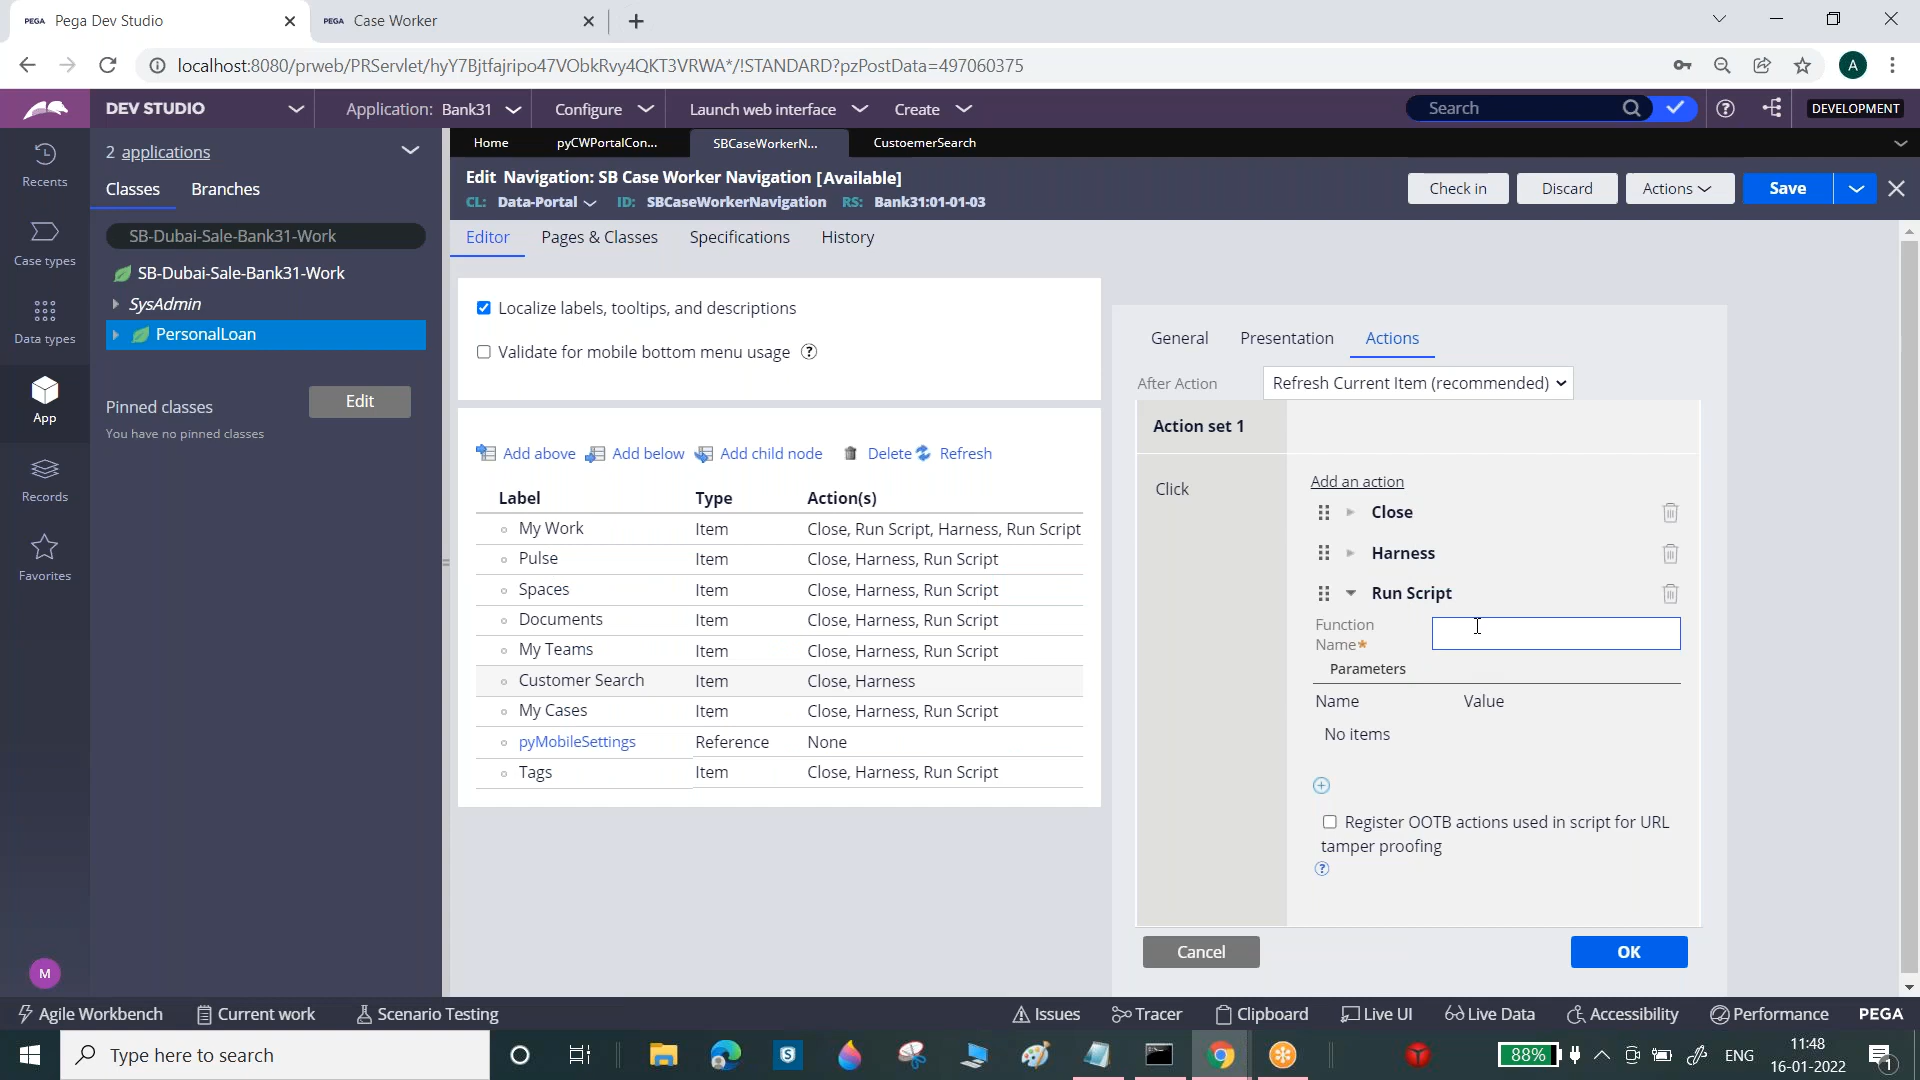 PEGA Pega Dev Studio
PEGA Case Worker
localhost:8080/prweb/PRServlet/hyY7Bjtfajripo47VObkRvy4QKT3VRWA*/!STANDARD?pzPostData=497060375
A
DEV STUDIO
Application: Bank31
Configure
Launch web interface
Create
Search
DEVELOPMENT
Recents
Case types
Data types
App
Records
Favorites
M
2 applications
Classes
Branches
SB-Dubai-Sale-Bank31-Work
SB-Dubai-Sale-Bank31-Work
SysAdmin
PersonalLoan
Pinned classes
Edit
You have no pinned classes
Home
pyCWPortalCon...
SBCaseWorkerN...
CustoemerSearch
Edit Navigation: SB Case Worker Navigation [Available]
CL: Data-Portal ID: SBCaseWorkerNavigation RS: Bank31:01-01-03
Check in
Discard
Actions
Save
Editor
Pages & Classes
Specifications
History
Localize labels, tooltips, and descriptions
Validate for mobile bottom menu usage ?
Add above
Add below
Add child node
Delete
Refresh
Label Type Action(s)
My Work Item Close, Run Script, Harness, Run Script
Pulse Item Close, Harness, Run Script
Spaces Item Close, Harness, Run Script
Documents Item Close, Harness, Run Script
My Teams Item Close, Harness, Run Script
Customer Search Item Close, Harness
My Cases Item Close, Harness, Run Script
pyMobileSettings Reference None
Tags Item Close, Harness, Run Script
General
Presentation
Actions
After Action Refresh Current Item (recommended)
Action set 1
Click
Add an action
Close
Harness
Run Script
Function
Name*
Parameters
Name Value
No items
Register OOTB actions used in script for URL
tamper proofing
?
Cancel
OK
Agile Workbench
Current work
Scenario Testing
Issues
Tracer
Clipboard
Live UI
Live Data
Accessibility
Performance
PEGA
Type here to search
S
88%
ENG
11:48
16-01-2022
1